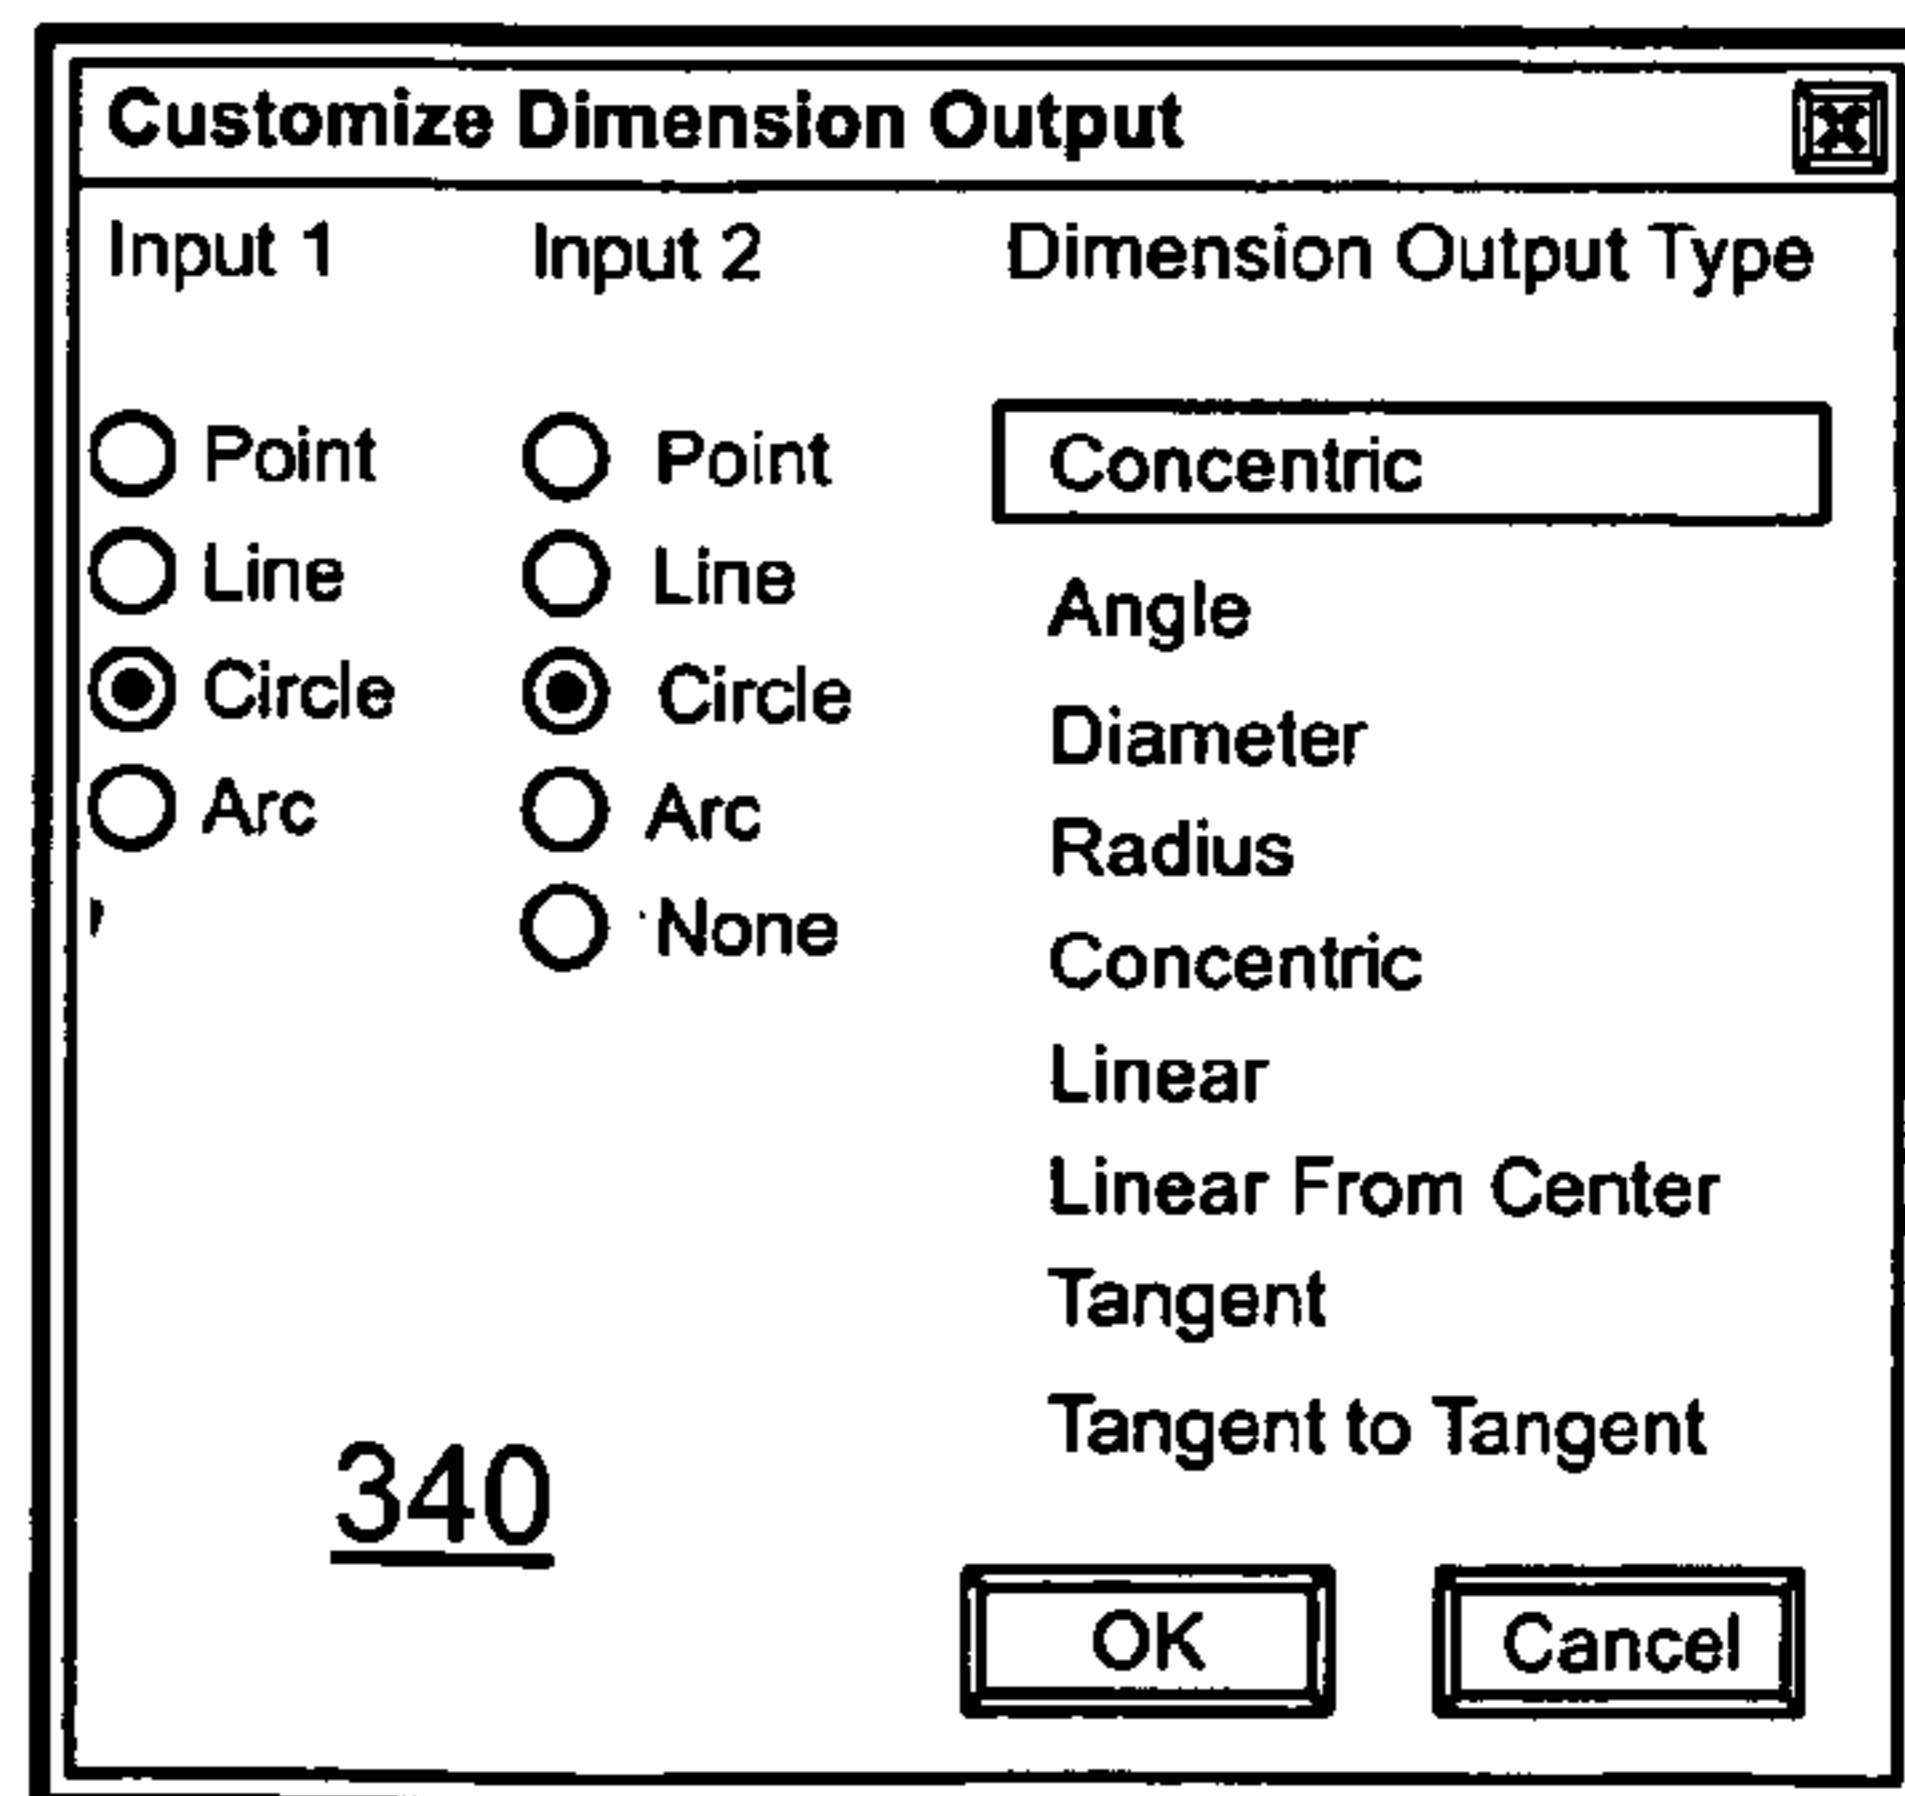 Customize Dimension Output
Input 1 Input 2 Dimension Output Type
Point Point Concentric
Line Line Angle
Circle Circle Diameter
Arc Arc Radius
None Concentric
Linear
Linear From Center
Tangent
Tangent to Tangent
340
OK Cancel